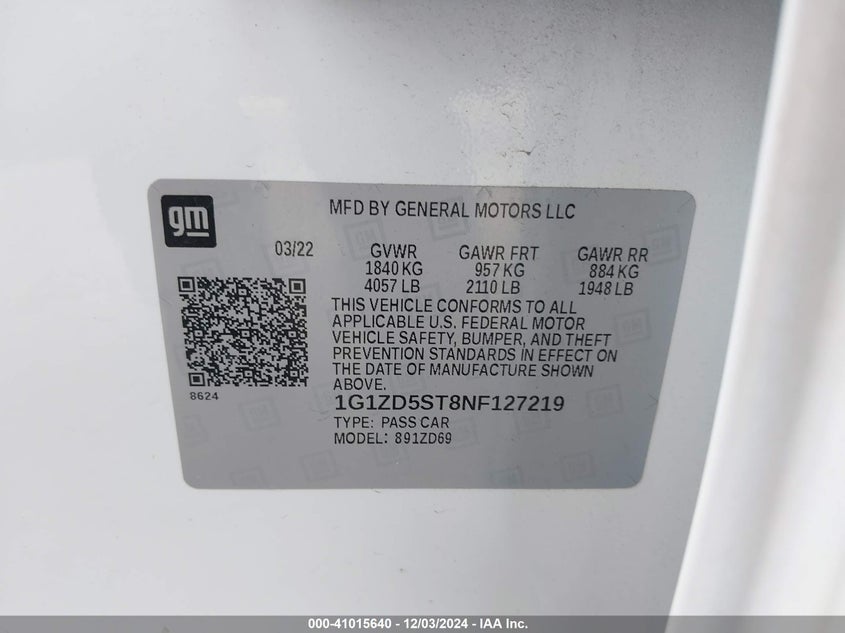 gm
MFD BY GENERAL MOTORS LLC
03/22 GVWR GAWR FRT GAWR RR
1840 KG 957 KG 884 KG
4057 LB 2110 LB 1948 LB
THIS VEHICLE CONFORMS TO ALL
APPLICABLE U.S. FEDERAL MOTOR
VEHICLE SAFETY, BUMPER, AND THEFT
PREVENTION STANDARDS IN EFFECT ON
THE DATE OF MANUFACTURE SHOWN
ABOVE.
8624
1G1ZD5ST8NF127219
TYPE: PASS CAR
MODEL: 891ZD69
000-41015640 - 12/03/2024 - IAA Inc.